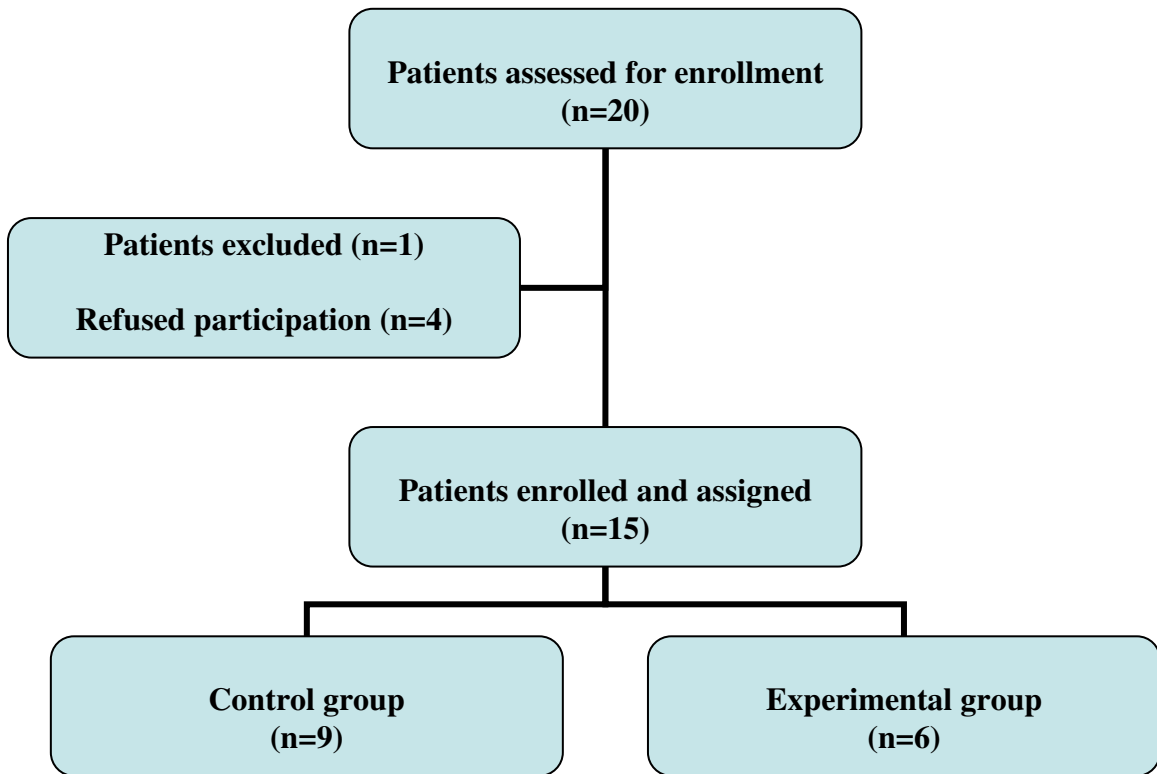 Patients assessed for enrollment
(n=20)
Patients excluded (n=1)
Refused participation (n=4)
Patients enrolled and assigned
(n=15)
Control group
(n=9)
Experimental group
(n=6)